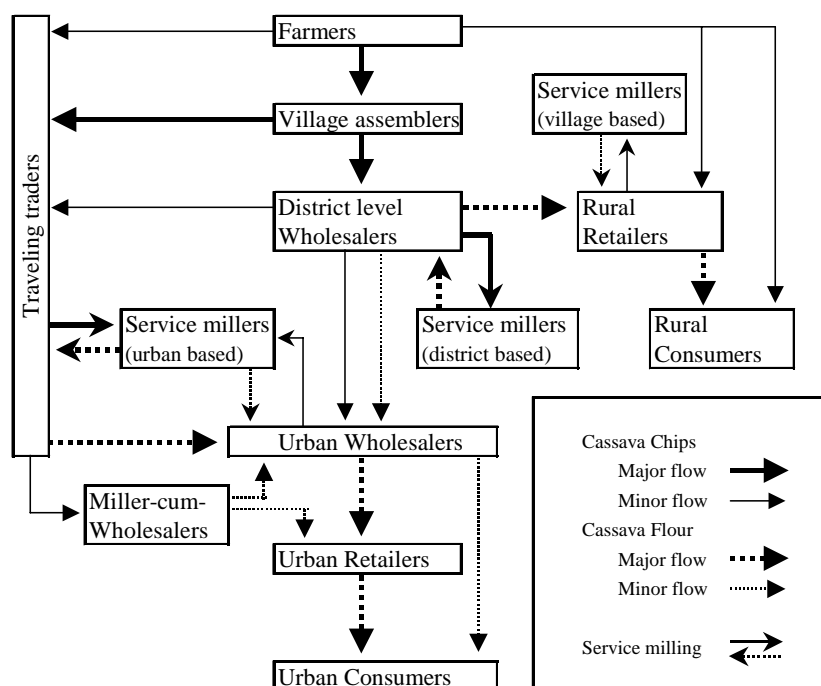 Farmers
Traveling traders
Village assemblers
Service millers
(village based)
District level
Wholesalers
Rural
Retailers
Service millers
(urban based)
Service millers
(district based)
Rural
Consumers
Urban Wholesalers
Miller-cum-
Wholesalers
Urban Retailers
Urban Consumers
Cassava Chips
Major flow
Minor flow
Cassava Flour
Major flow
Minor flow
Service milling